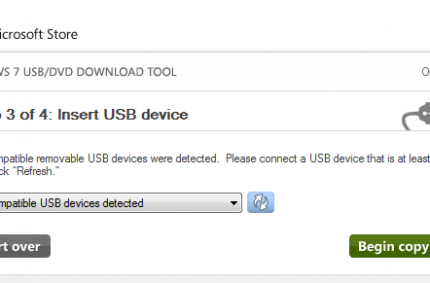 icrosoft Store
WS 7 USB/DVD DOWNLOAD TOOL
3 of 4: Insert USB device
mpatible removable USB devices were detected. Please connect a USB device that is at least
ck "Refresh."
mpatible USB devices detected
rt over
Begin copy